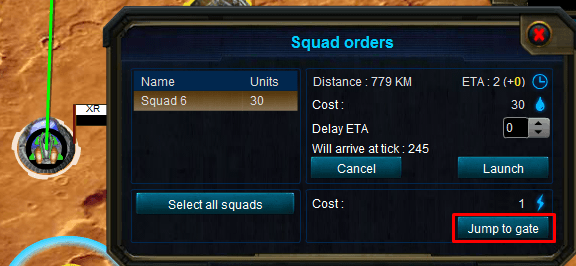 Squad orders
XR
Name Units
Squad 6 30
Select all squads
Distance : 779 KM ETA : 2 (+0)
Cost : 30
Delay ETA 0
Will arrive at tick : 245
Cancel Launch
Cost : 1
Jump to gate